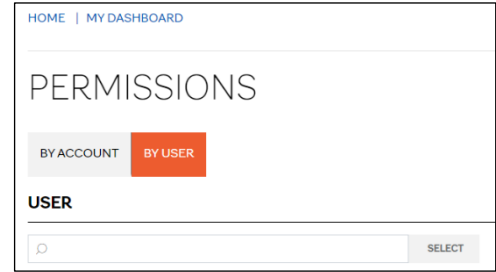 HOME | MY DASHBOARD
PERMISSIONS
BY ACCOUNT BY USER
USER
SELECT